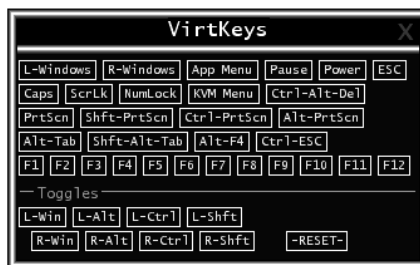 VirtKeys X
L-Windows R-Windows App Menu Pause Power ESC
Caps ScrLk NumLock KVM Menu Ctrl-Alt-Del
PrtScn Shft-PrtScn Ctrl-PrtScn Alt-PrtScn
Alt-Tab Shft-Alt-Tab Alt-F4 Ctrl-ESC
F1 F2 F3 F4 F5 F6 F7 F8 F9 F10 F11 F12
Toggles
L-Win L-Alt L-Ctrl L-Shft
R-Win R-Alt R-Ctrl R-Shft -RESET-